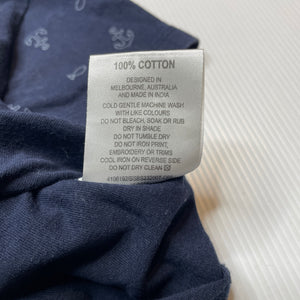 100% COTTON
DESIGNED IN
MELBOURNE, AUSTRALIA
AND MADE IN INDIA
COLD GENTLE MACHINE WASH
WITH LIKE COLOURS
DO NOT BLEACH, SOAK OR RUB
DRY IN SHADE
DO NOT TUMBLE DRY
DO NOT IRON PRINT,
EMBROIDERY OR TRIMS
COOL IRON ON REVERSE SIDE
DO NOT DRY CLEAN